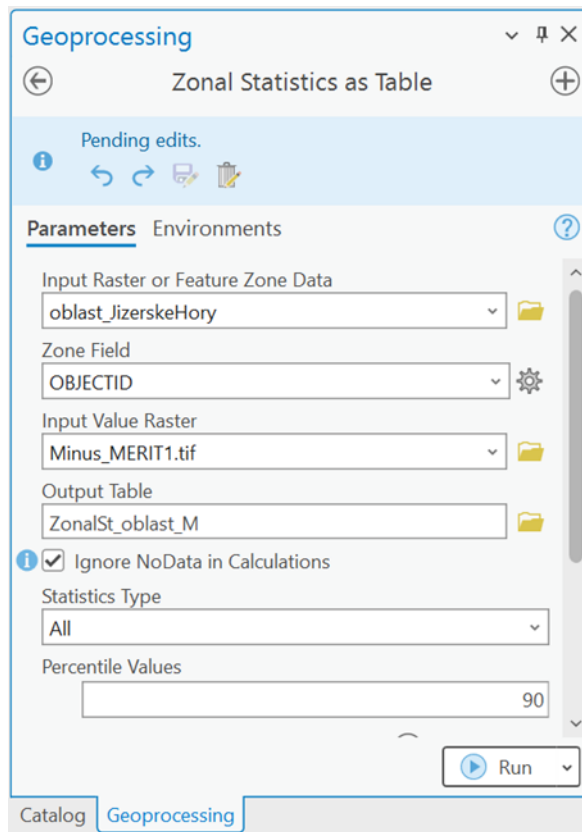 Geoprocessing
Zonal Statistics as Table
Pending edits.
Parameters Environments
Input Raster or Feature Zone Data
oblast_JizerskeHory
Zone Field
OBJECTID
Input Value Raster
Minus_MERIT1.tif
Output Table
ZonalSt_oblast_M
Ignore NoData in Calculations
Statistics Type
All
Percentile Values
90
Run
Catalog Geoprocessing